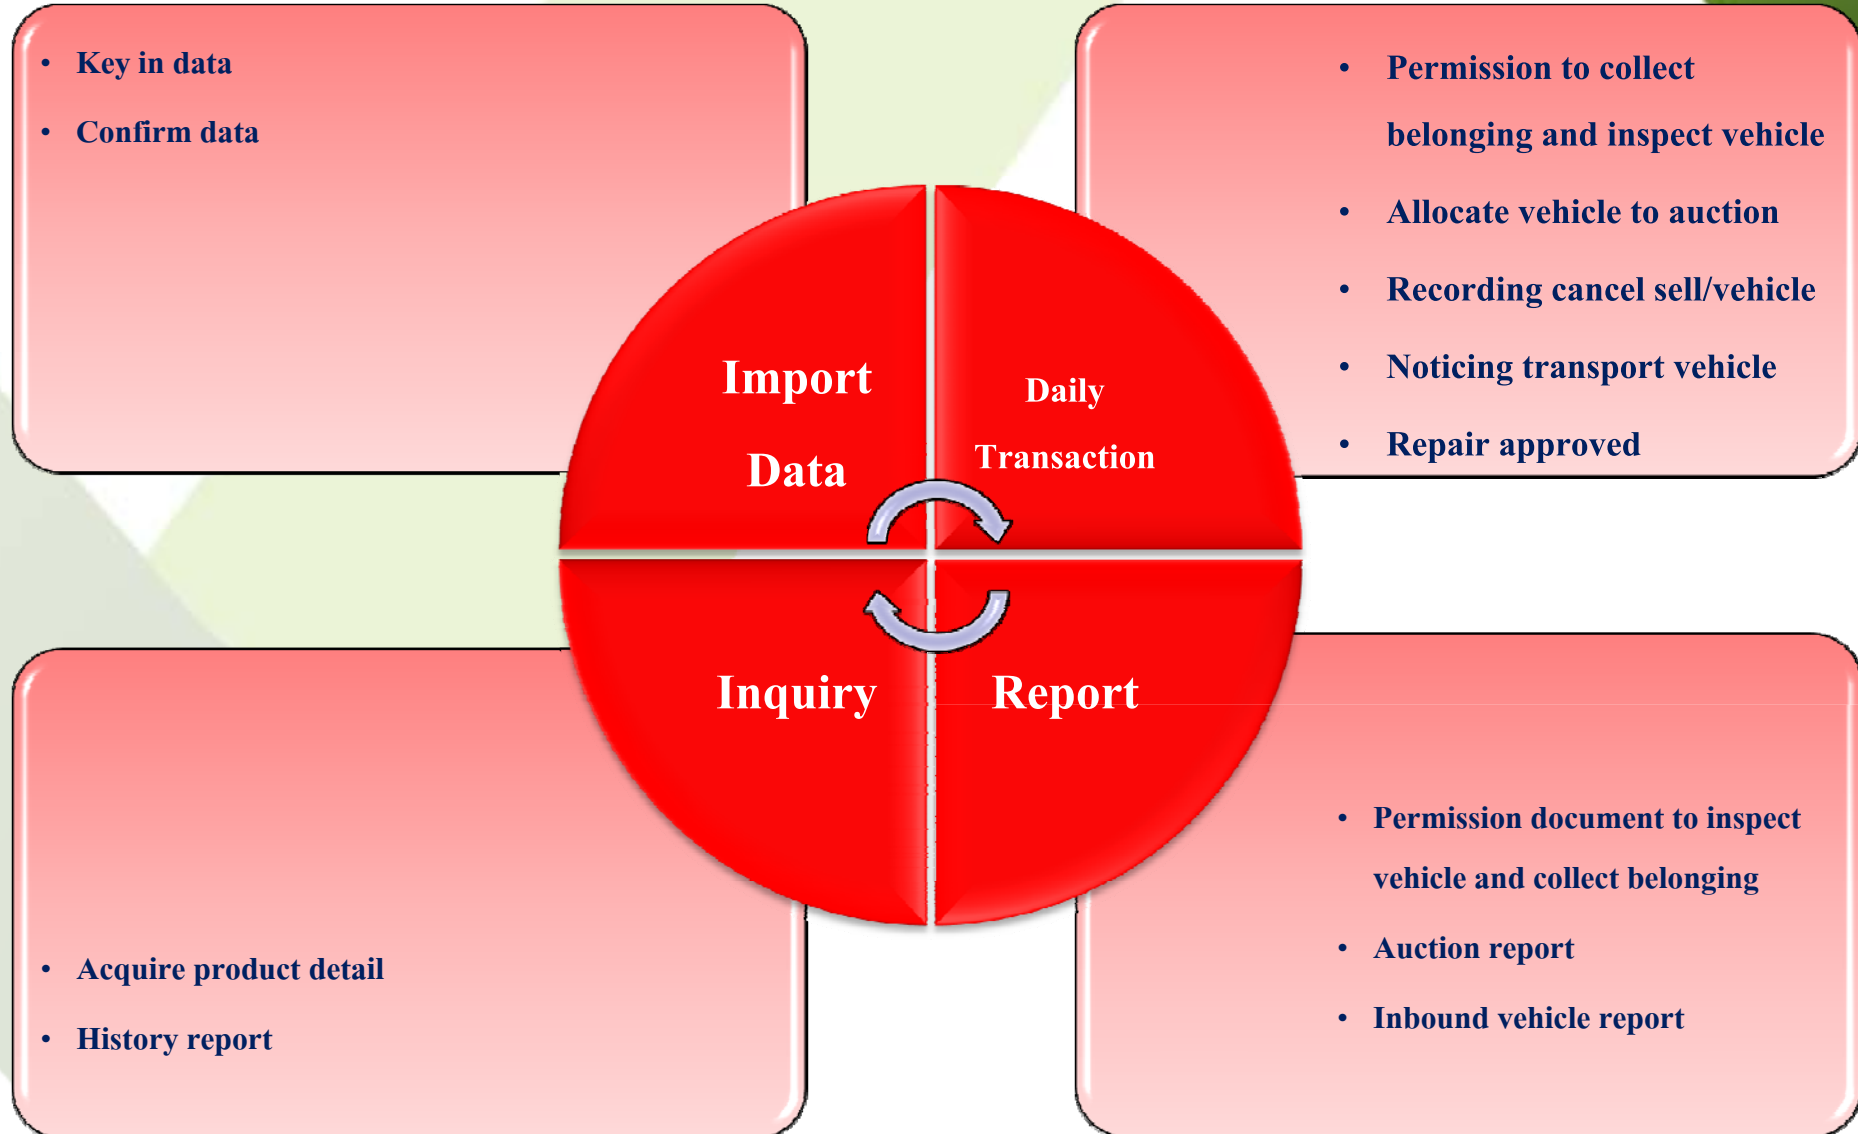 • Key in data
• Confirm data
• Permission to collect
belonging and inspect vehicle
• Allocate vehicle to auction
• Recording cancel sell/vehicle
• Noticing transport vehicle
• Repair approved
Import
Data
Daily
Transaction
Inquiry
Report
• Acquire product detail
• History report
• Permission document to inspect
vehicle and collect belonging
• Auction report
• Inbound vehicle report